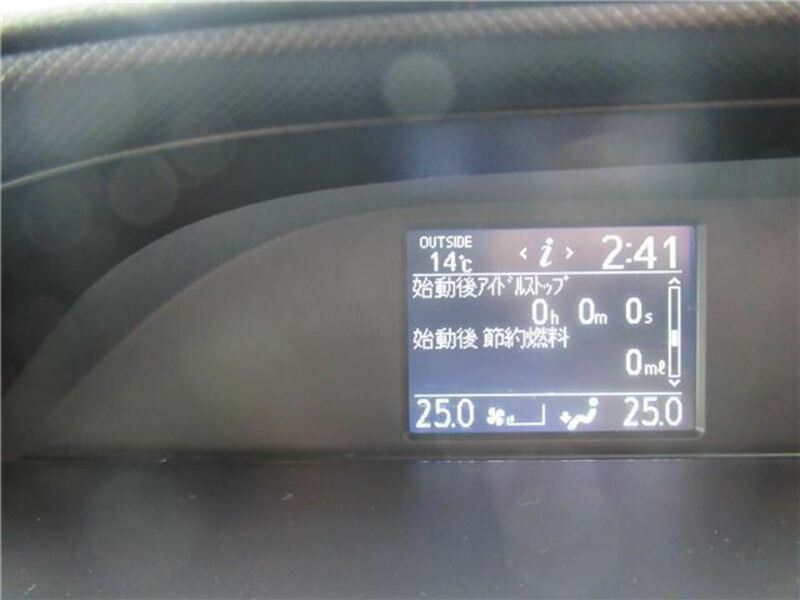 OUTSIDE
14℃ < i > 2:41
始動後アイドルストップ
0h 0m 0s
始動後 節約燃料
0mℓ
25.0 25.0